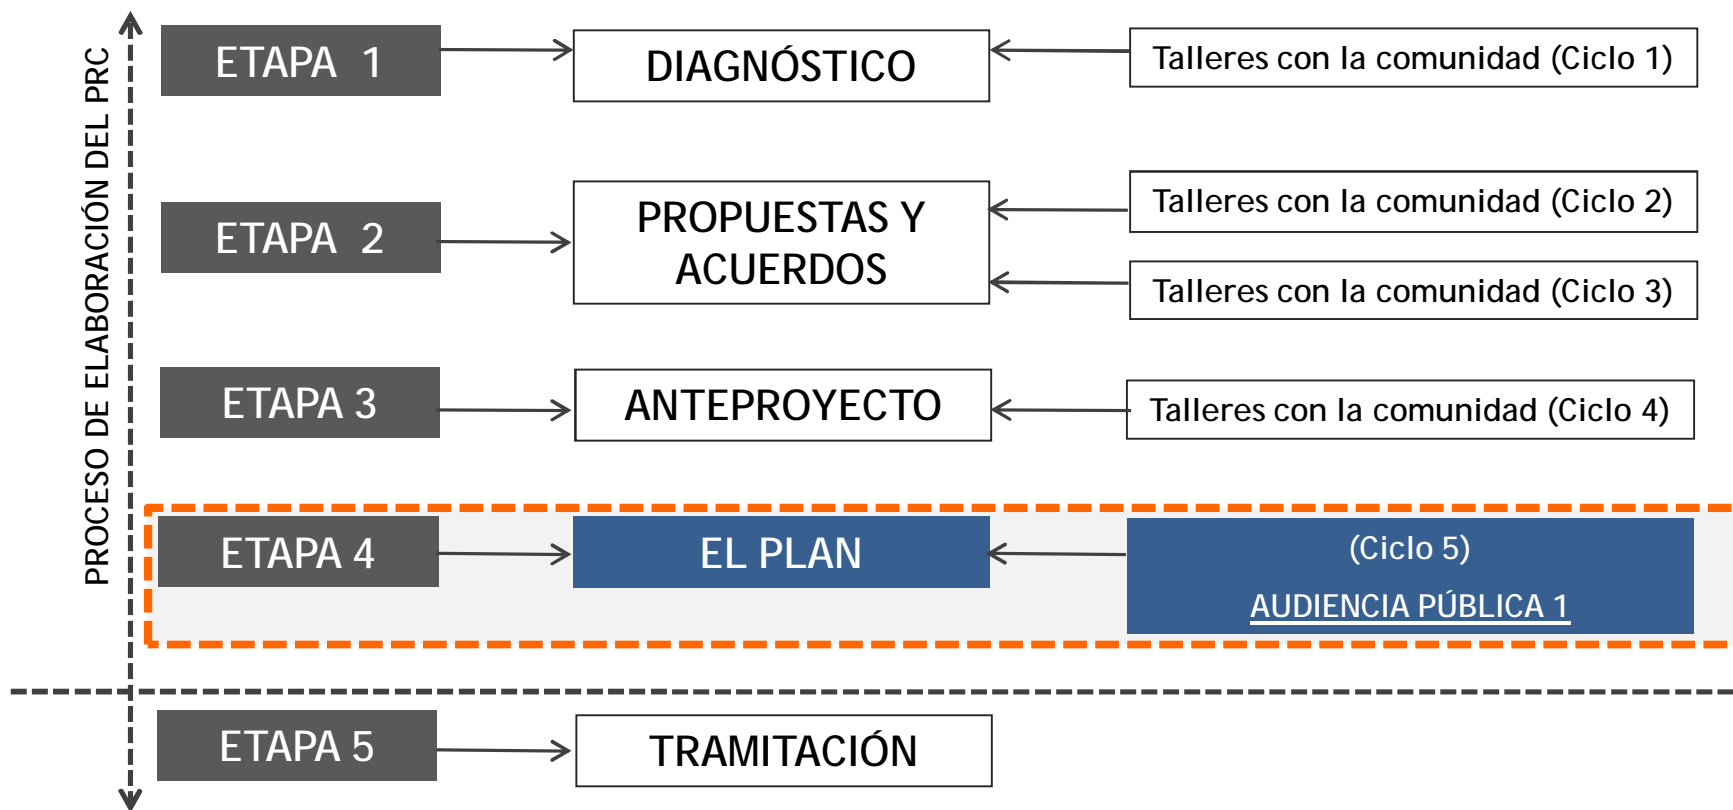 PROCESO DE ELABORACIÓN DEL PRC
ETAPA 1
DIAGNÓSTICO
Talleres con la comunidad (Ciclo 1)
ETAPA 2
PROPUESTAS Y
ACUERDOS
Talleres con la comunidad (Ciclo 2)
Talleres con la comunidad (Ciclo 3)
ETAPA 3
ANTEPROYECTO
Talleres con la comunidad (Ciclo 4)
ETAPA 4
EL PLAN
(Ciclo 5)
AUDIENCIA PÚBLICA 1
ETAPA 5
TRAMITACIÓN